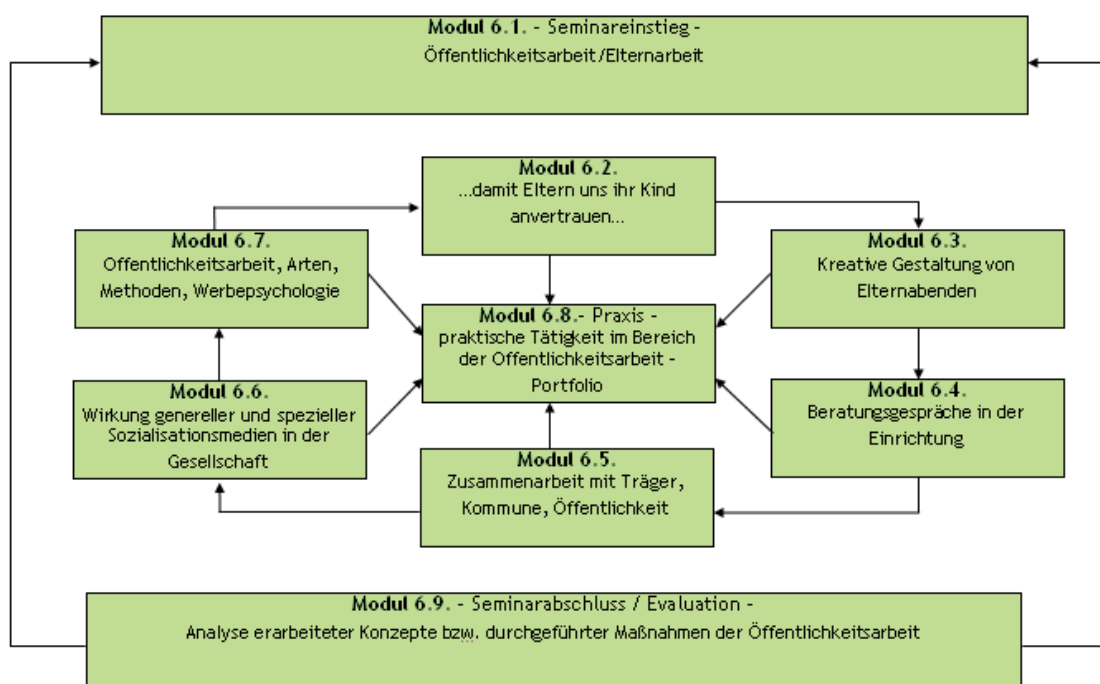 Modul 6.1. - Seminareinstieg -
Öffentlichkeitsarbeit/Elternarbeit
Modul 6.2.
...damit Eltern uns ihr Kind
anvertrauen...
Modul 6.7.
Offentlichkeitsarbeit, Arten,
Methoden, Werbepsychologie
Modul 6.3.
Kreative Gestaltung von
Elternabenden
Modul 6.8.- Praxis -
praktische Tätigkeit im Bereich
der Offentlichkeitsarbeit -
Portfolio
Modul 6.6.
Wirkung genereller und spezieller
Sozialisationsmedien in der
Gesellschaft
Modul 6.4.
Beratungsgespräche in der
Einrichtung
Modul 6.5.
Zusammenarbeit mit Träger,
Kommune, Öffentlichkeit
Modul 6.9. - Seminarabschluss / Evaluation -
Analyse erarbeiteter Konzepte bzw. durchgeführter Maßnahmen der Öffentlichkeitsarbeit